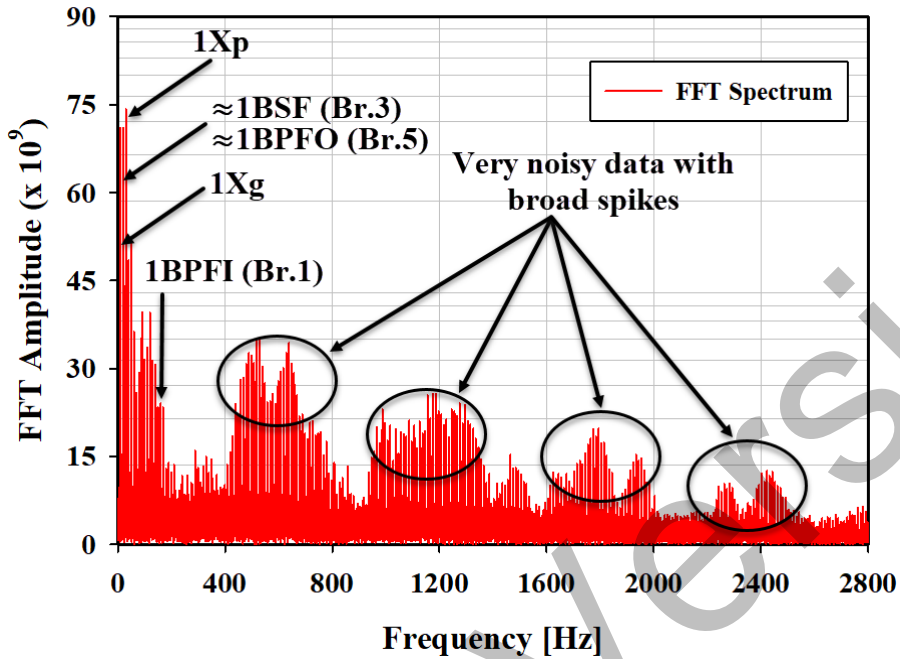 90
1Xp
FFT Spectrum
75
≈1BSF (Br.3)
≈1BPFO (Br.5)
Very noisy data with
broad spikes
60
1Xg
1BPFI (Br.1)
45
30
15
0
FFT Amplitude (x 10⁹)
0 400 800 1200 1600 2000 2400 2800
Frequency [Hz]
versi